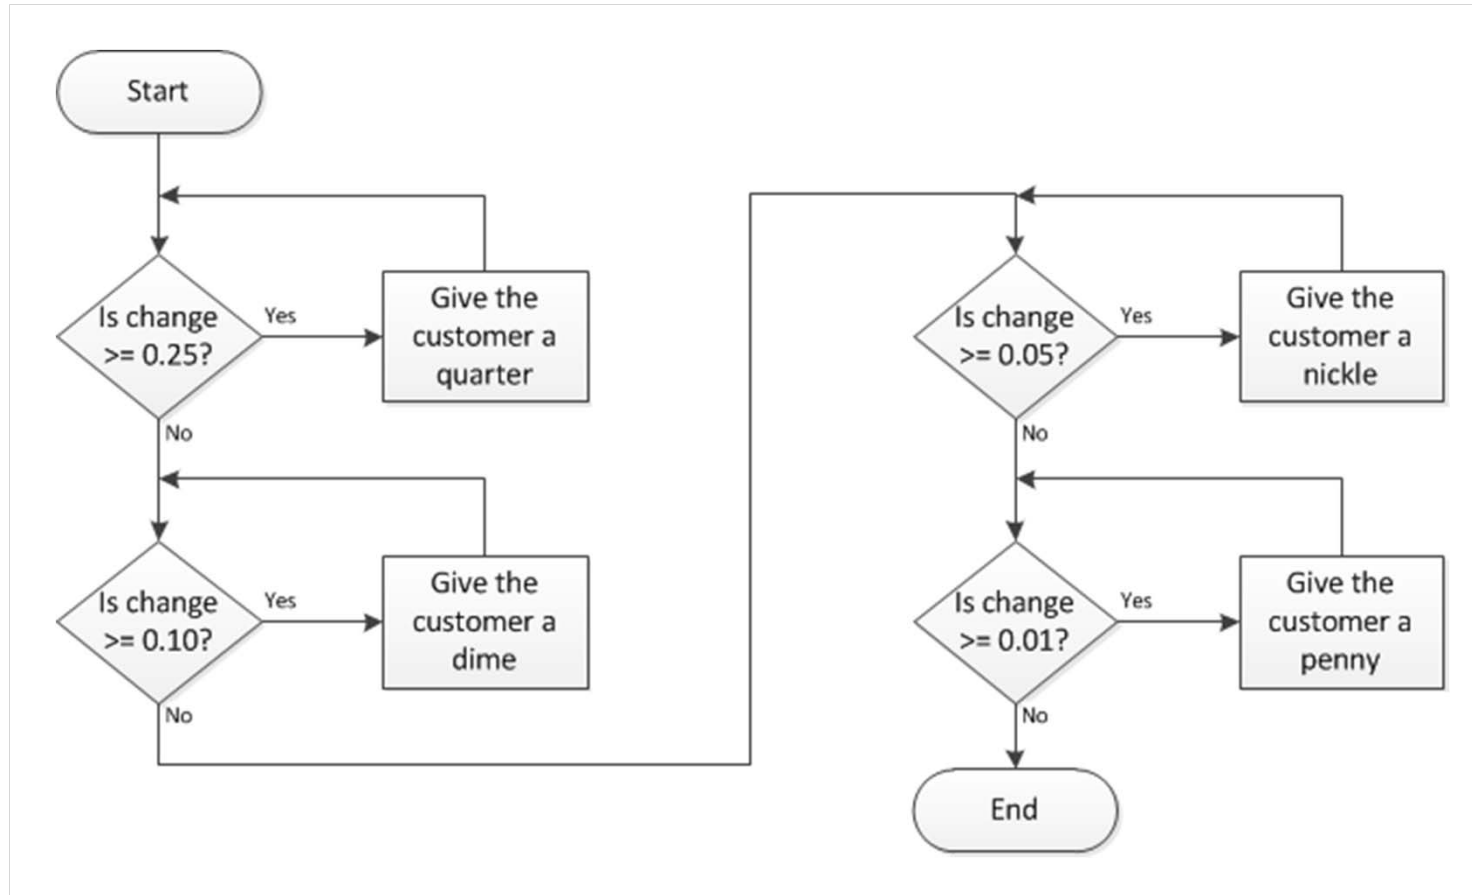 Start
Is change
>= 0.25?
Yes
Give the
customer a
quarter
No
Is change
>= 0.10?
Yes
Give the
customer a
dime
No
Is change
>= 0.05?
Yes
Give the
customer a
nickle
No
Is change
>= 0.01?
Yes
Give the
customer a
penny
No
End